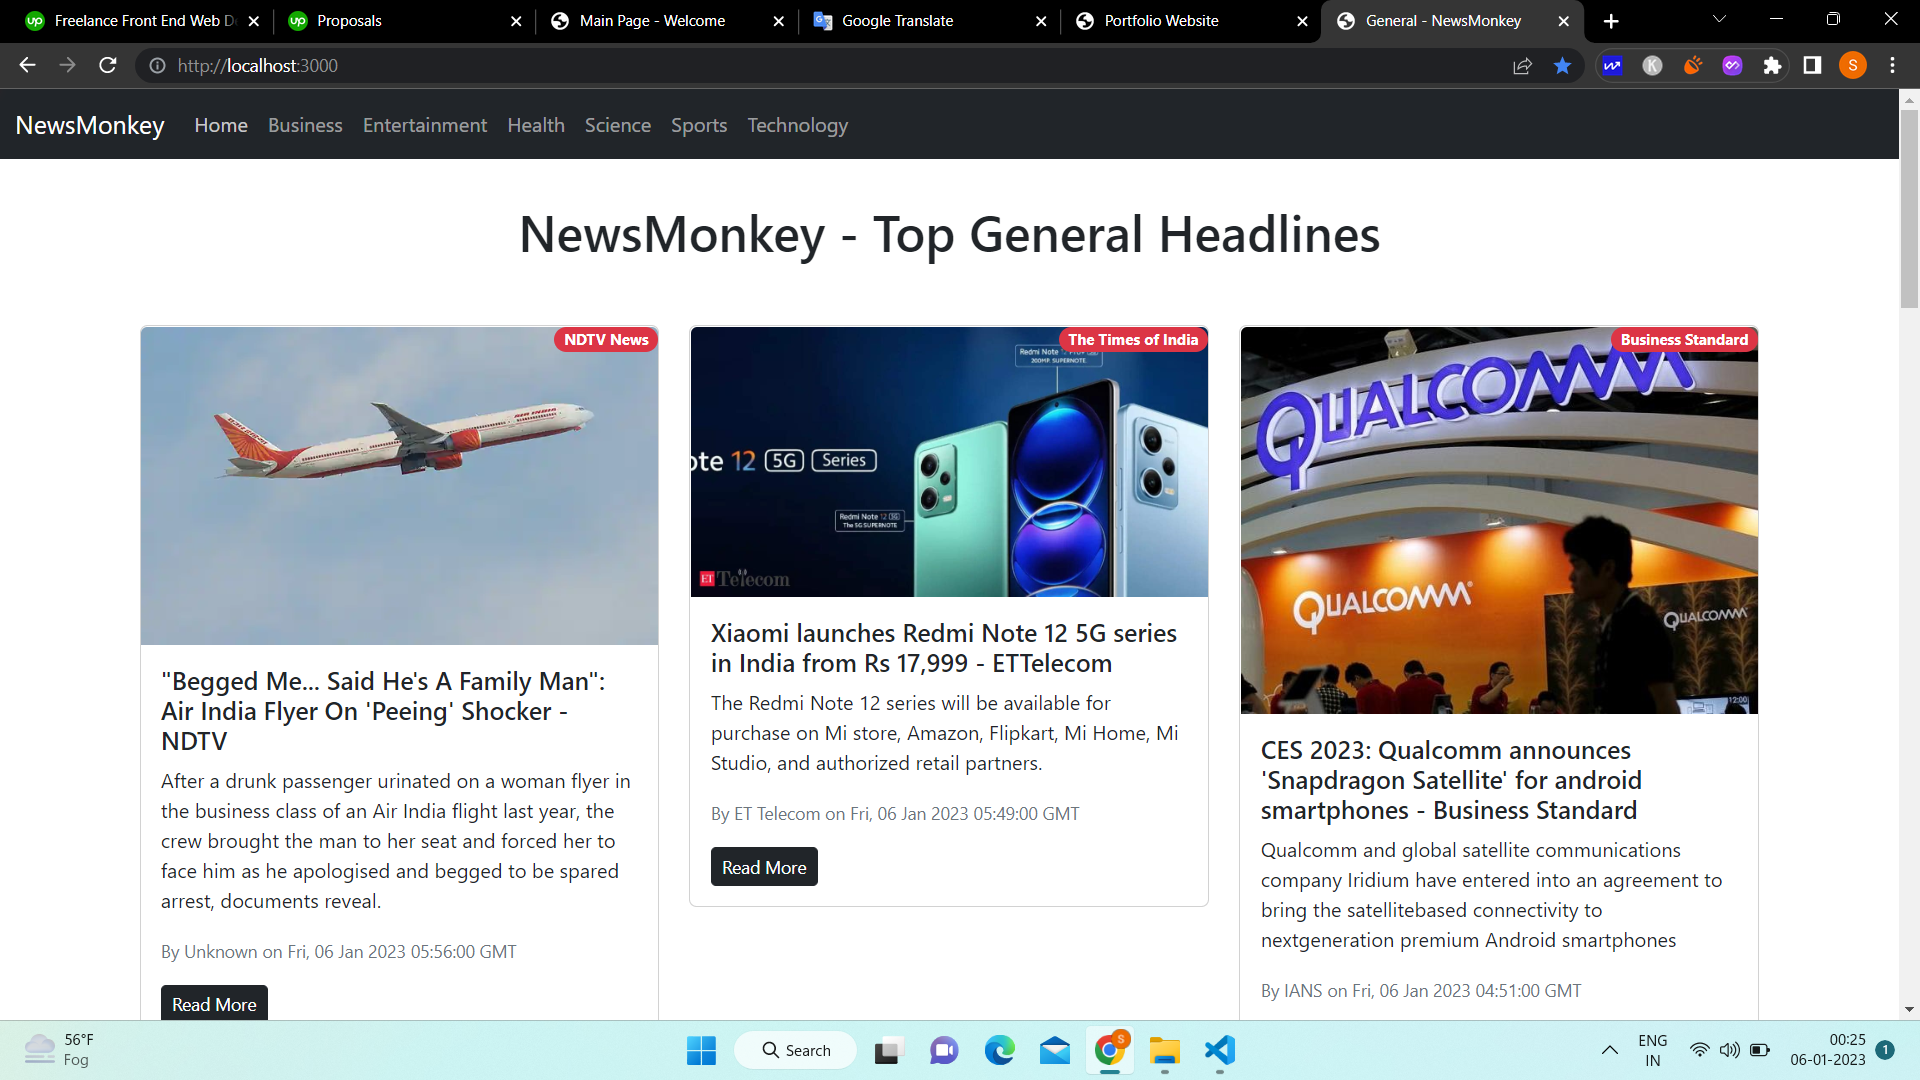 Freelance Front End Web D
Proposals
Main Page - Welcome
Google Translate
Portfolio Website
General - NewsMonkey
http://localhost:3000
S
NewsMonkey
Home
Business
Entertainment
Health
Science
Sports
Technology
NewsMonkey - Top General Headlines
NDTV News
AIR INDIA
"Begged Me... Said He's A Family Man":
Air India Flyer On 'Peeing' Shocker -
NDTV
After a drunk passenger urinated on a woman flyer in
the business class of an Air India flight last year, the
crew brought the man to her seat and forced her to
face him as he apologised and begged to be spared
arrest, documents reveal.
By Unknown on Fri, 06 Jan 2023 05:56:00 GMT
Read More
The Times of India
Redmi Note
200MP. SUPERNOTE.
ote 12 5G Series
Redmi Note 12 5G
The 5G SUPERNOTE
ET Telecom
Xiaomi launches Redmi Note 12 5G series
in India from Rs 17,999 - ETTelecom
The Redmi Note 12 series will be available for
purchase on Mi store, Amazon, Flipkart, Mi Home, Mi
Studio, and authorized retail partners.
By ET Telecom on Fri, 06 Jan 2023 05:49:00 GMT
Read More
Business Standard
QUALCOMM
QUALCOMM
QUALCOMM
12:00
CES 2023: Qualcomm announces
'Snapdragon Satellite' for android
smartphones - Business Standard
Qualcomm and global satellite communications
company Iridium have entered into an agreement to
bring the satellitebased connectivity to
nextgeneration premium Android smartphones
By IANS on Fri, 06 Jan 2023 04:51:00 GMT
56°F
Fog
Search
S
ENG
IN
00:25
06-01-2023
1